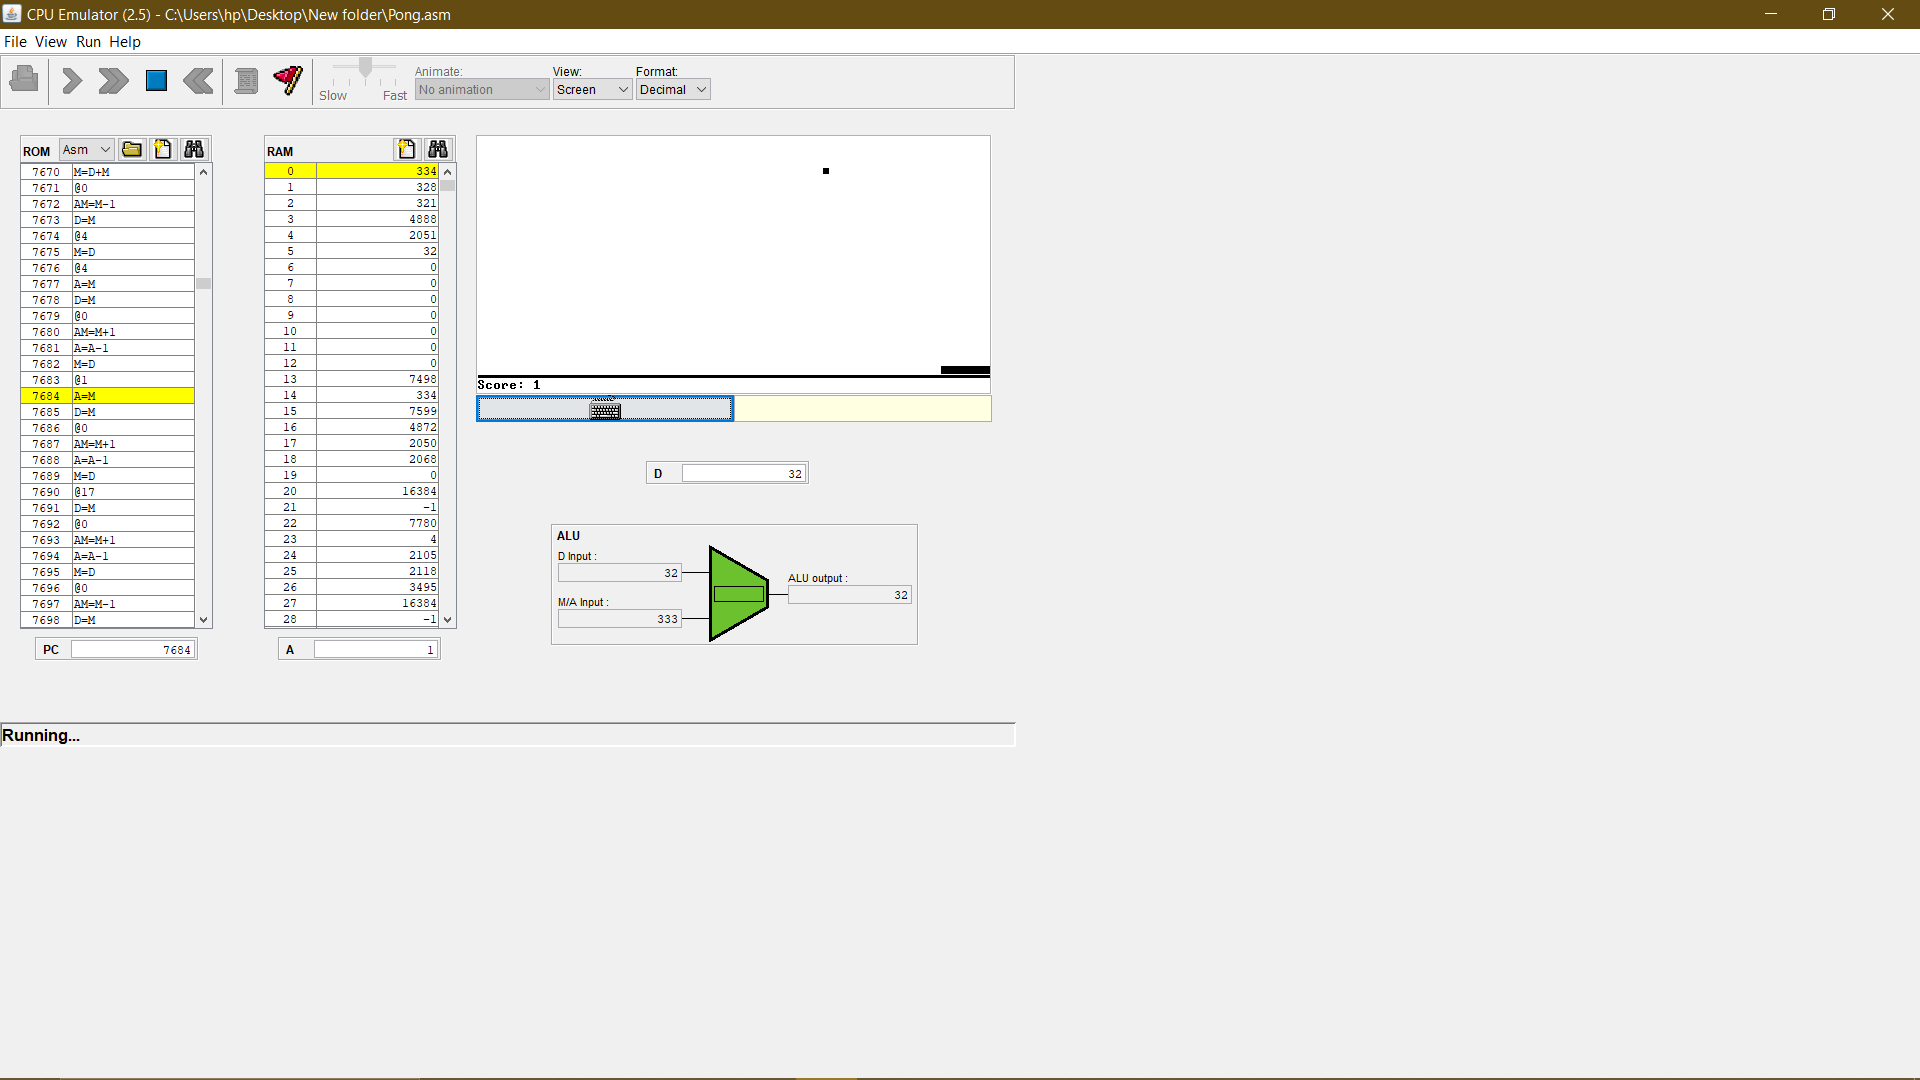 CPU Emulator (2.5) - C:\Users\hp\Desktop\New folder\Pong.asm
File View Run Help
Slow Fast
Animate:
No animation
View:
Screen
Format:
Decimal
ROM Asm
7670 M=D+M
7671 @0
7672 AM=M-1
7673 D=M
7674 @4
7675 M=D
7676 @4
7677 A=M
7678 D=M
7679 @0
7680 AM=M+1
7681 A=A-1
7682 M=D
7683 @1
7684 A=M
7685 D=M
7686 @0
7687 AM=M+1
7688 A=A-1
7689 M=D
7690 @17
7691 D=M
7692 @0
7693 AM=M+1
7694 A=A-1
7695 M=D
7696 @0
7697 AM=M-1
7698 D=M
PC 7684
RAM
0 334
1 328
2 321
3 4888
4 2051
5 32
6 0
7 0
8 0
9 0
10 0
11 0
12 0
13 7498
14 334
15 7599
16 4872
17 2050
18 2068
19 0
20 16384
21 -1
22 7780
23 4
24 2105
25 2118
26 3495
27 16384
28 -1
A 1
Score: 1
D 32
ALU
D Input :
32
M/A Input :
333
ALU output :
32
Running...